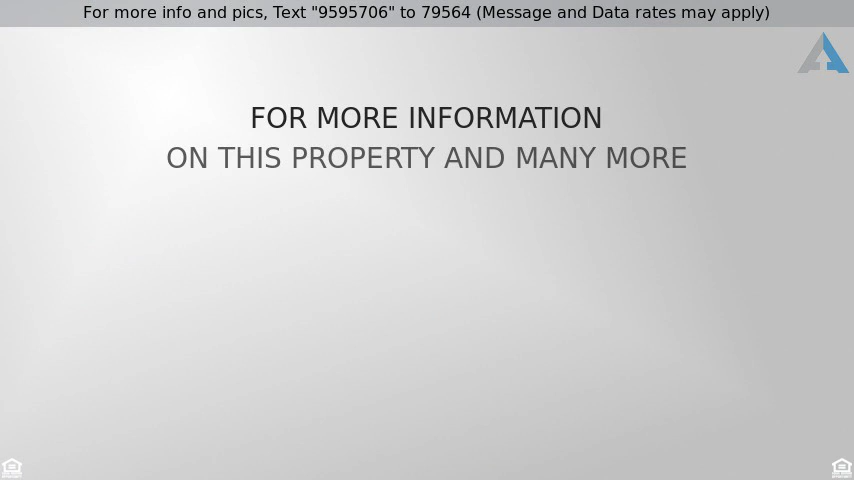 For more info and pics, Text "9595706" to 79564 (Message and Data rates may apply)
FOR MORE INFORMATION
ON THIS PROPERTY AND MANY MORE